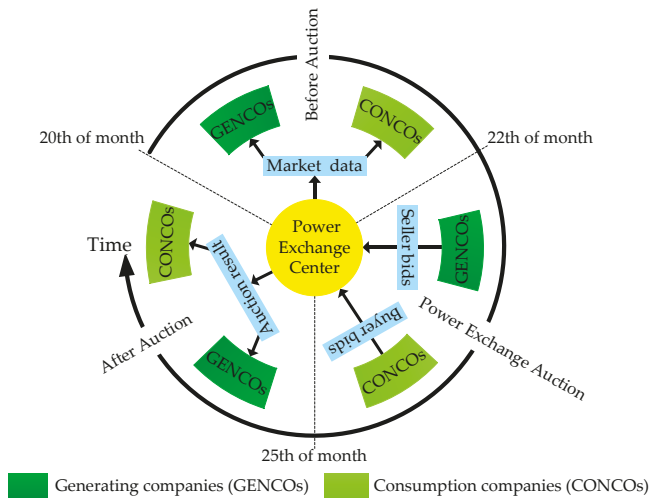 Before Auction
GENCOs
CONCOs
20th of month
22th of month
Market data
CONCOs
Time
Power
Exchange
Center
Seller bids
GENCOs
Auction result
Buyer bids
Power Exchange Auction
After Auction
GENCOs
CONCOs
25th of month
Generating companies (GENCOs)
Consumption companies (CONCOs)